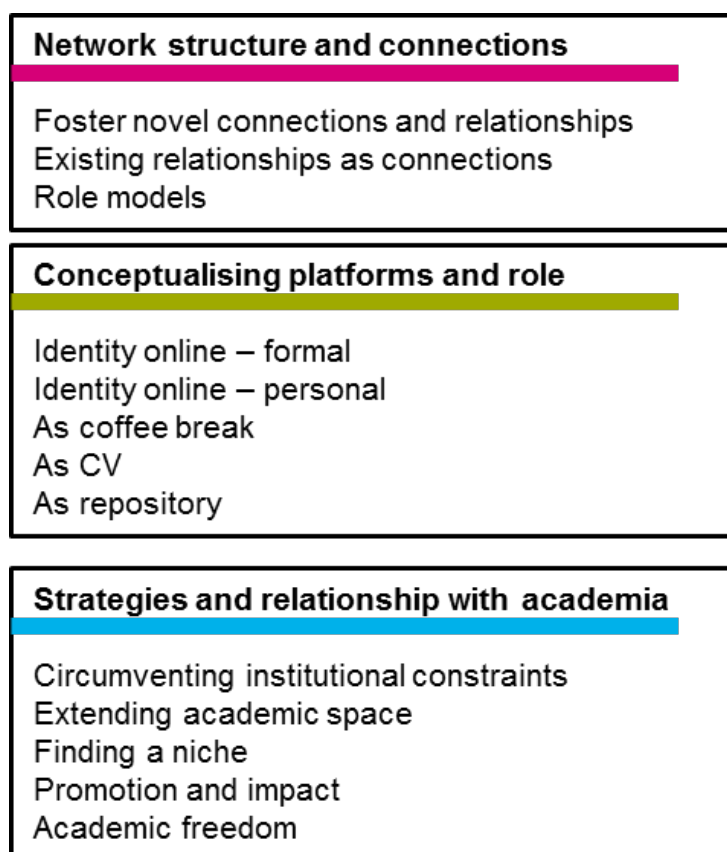 Network structure and connections
Foster novel connections and relationships
Existing relationships as connections
Role models
Conceptualising platforms and role
Identity online – formal
Identity online – personal
As coffee break
As CV
As repository
Strategies and relationship with academia
Circumventing institutional constraints
Extending academic space
Finding a niche
Promotion and impact
Academic freedom